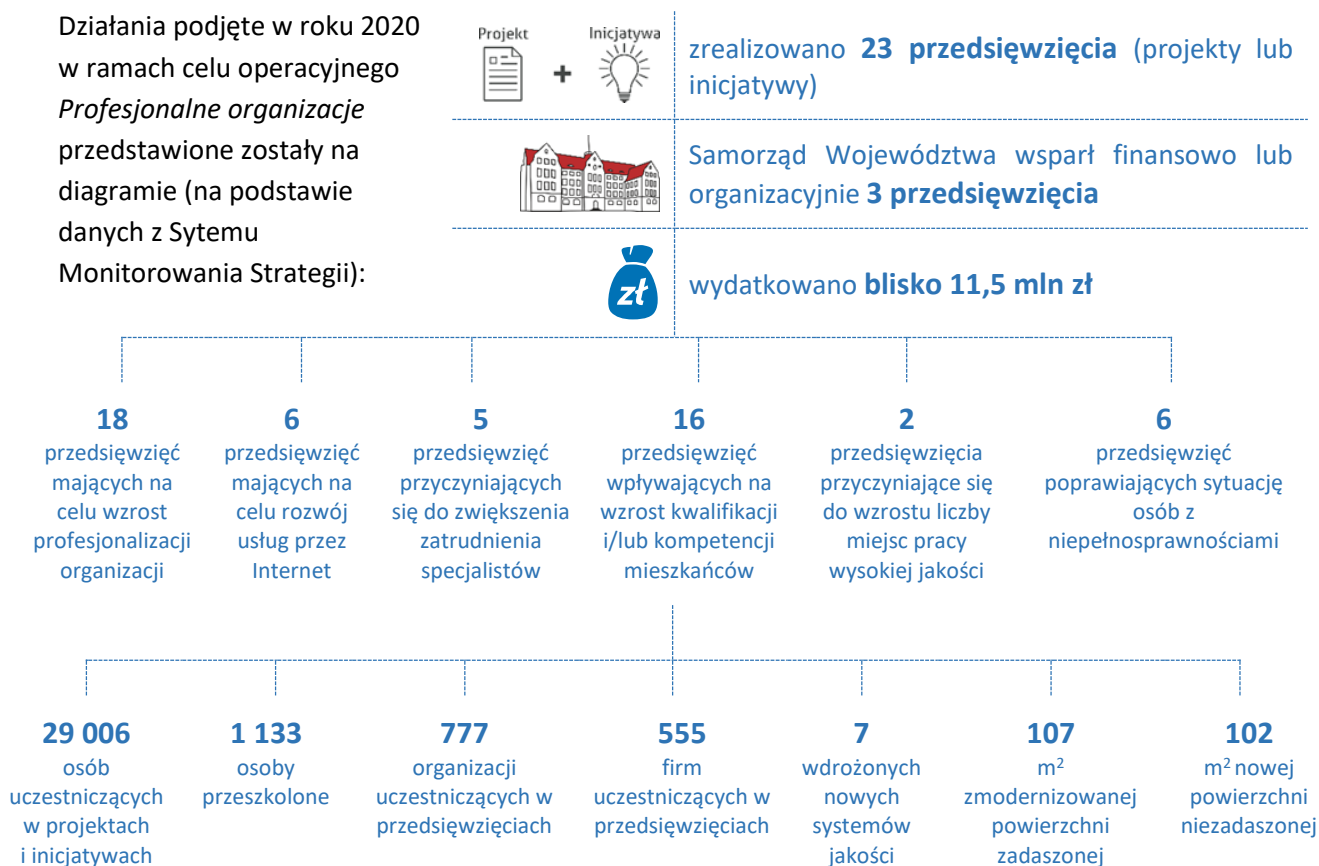 Działania podjęte w roku 2020
w ramach celu operacyjnego
Profesjonalne organizacje
przedstawione zostały na
diagramie (na podstawie
danych z Sytemu
Monitorowania Strategii):
Projekt
+
Inicjatywa
zrealizowano 23 przedsięwzięcia (projekty lub
inicjatywy)
Samorząd Województwa wsparł finansowo lub
organizacyjnie 3 przedsięwzięcia
zł
wydatkowano blisko 11,5 mln zł
18
przedsięwzięć
mających na
celu wzrost
profesjonalizacji
organizacji
6
przedsięwzięć
mających na
celu rozwój
usług przez
Internet
5
przedsięwzięć
przyczyniających
się do zwiększenia
zatrudnienia
specjalistów
16
przedsięwzięć
wpływających na
wzrost kwalifikacji
i/lub kompetencji
mieszkańców
2
przedsięwzięcia
przyczyniające się
do wzrostu liczby
miejsc pracy
wysokiej jakości
6
przedsięwzięć
poprawiających sytuację
osób z
niepełnosprawnościami
29 006
osób
uczestniczących
w projektach
i inicjatywach
1 133
osoby
przeszkolone
777
organizacji
uczestniczących w
przedsięwzięciach
555
firm
uczestniczących w
przedsięwzięciach
7
wdrożonych
nowych
systemów
jakości
107
m²
zmodernizowanej
powierzchni
zadaszonej
102
m² nowej
powierzchni
niezadaszonej